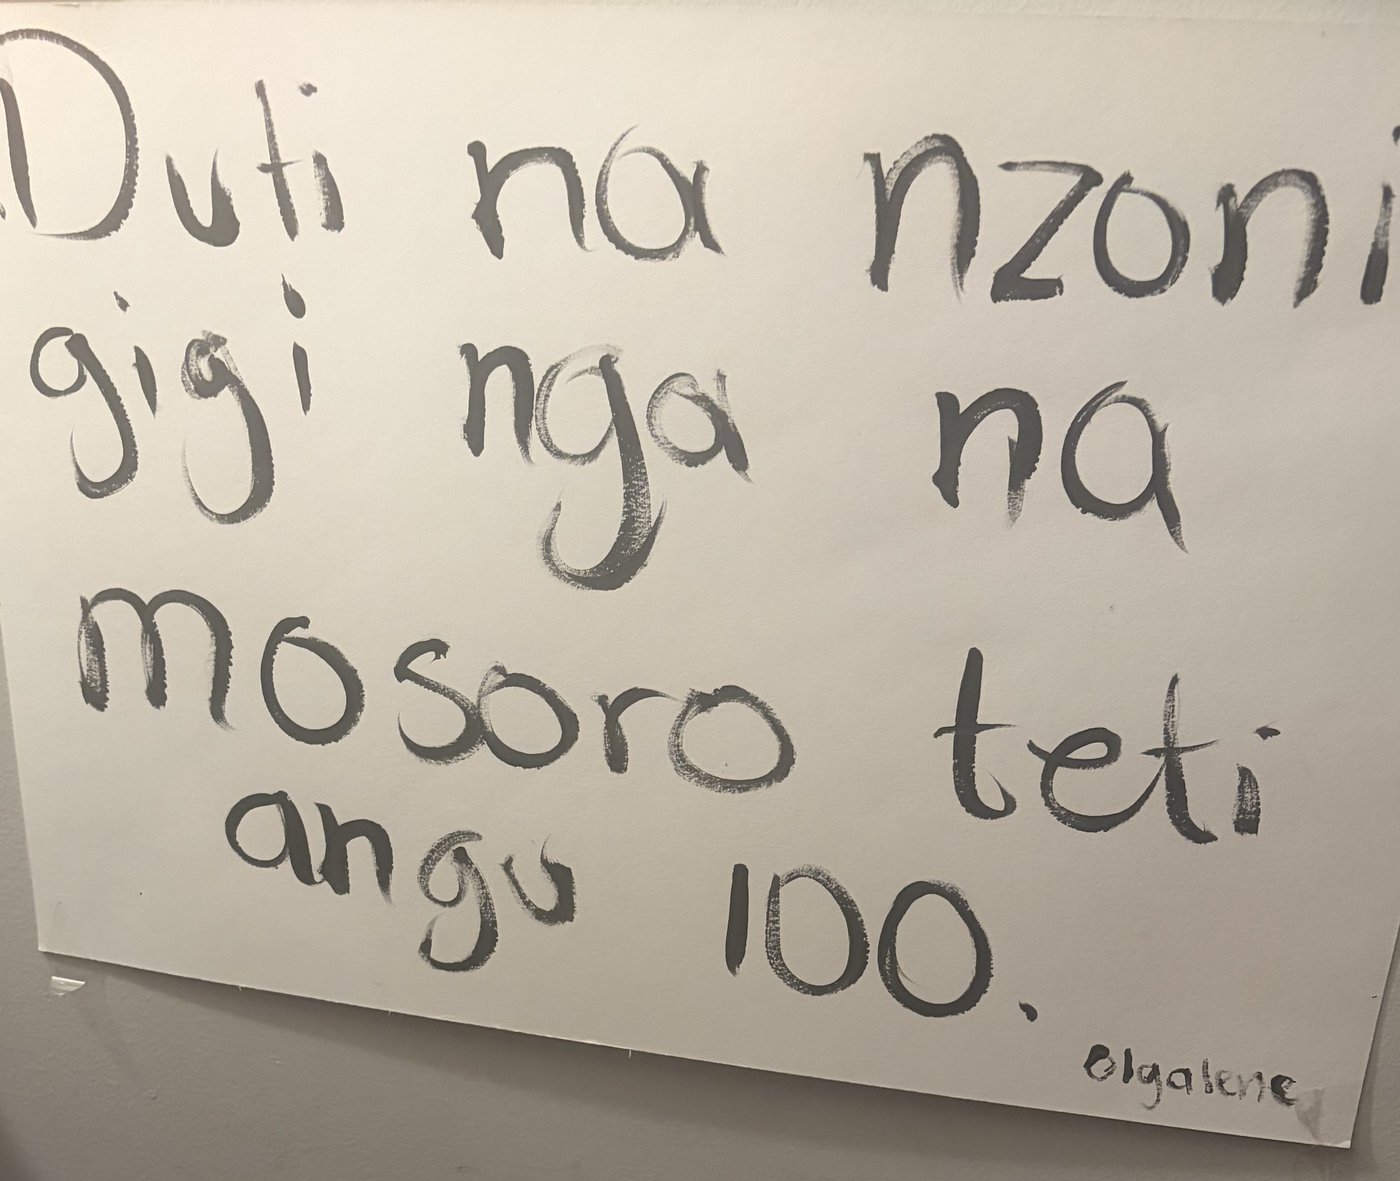 Duti na nzoni
gigi nga na
mosoro teti
angu 100.
Olgalene